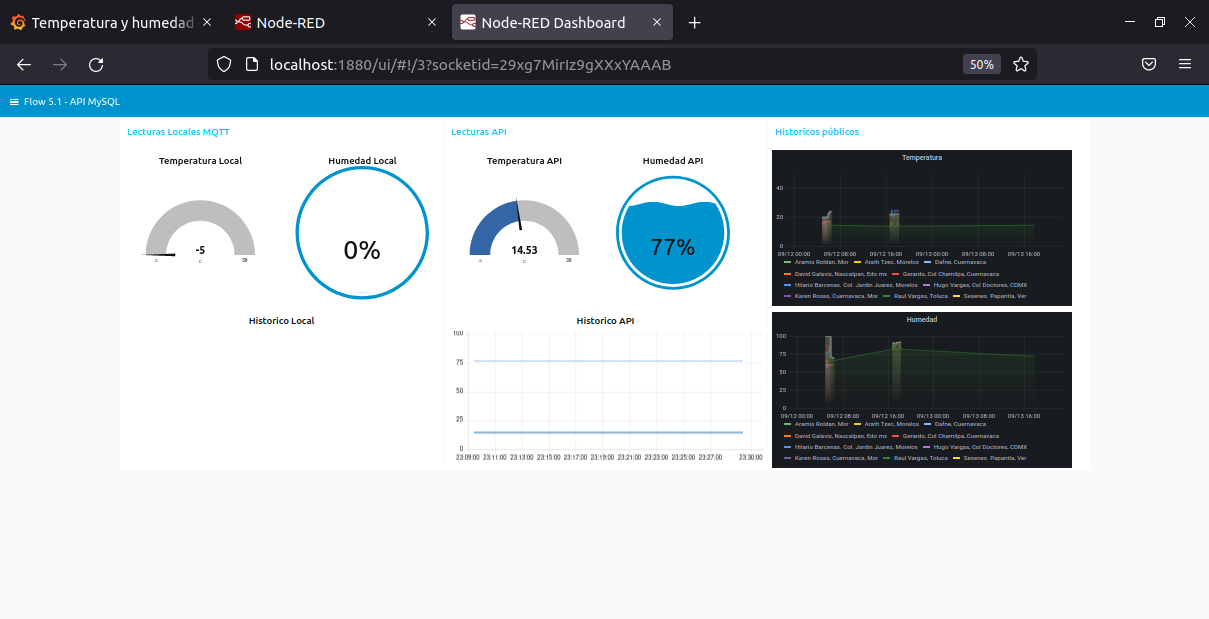 Temperatura y humedad
Node-RED
Node-RED Dashboard
localhost:1880/ui/#!/3?socketid=29xg7MirIz9gXXxYAAAB
50%
Flow 5.1 - API MySQL
Lecturas Locales MQTT
Temperatura Local
Humedad Local
-5
C
38
0%
Historico Local
Lecturas API
Temperatura API
Humedad API
14.53
C
38
77%
Historico API
100
75
50
25
0
23:09:00 23:11:00 23:13:00 23:15:00 23:17:00 23:19:00 23:21:00 23:23:00 23:25:00 23:27:00 23:30:00
Historicos públicos
Temperatura
40
20
0
09/12 00:00 09/12 08:00 09/12 16:00 09/13 00:00 09/13 08:00 09/13 16:00
Aramis Roldan, Mor Arath Tzec, Morelos Dafne, Cuernavaca
David Galaviz, Naucalpan, Edo mx Gerardo, Col Chamilpa, Cuernavaca
Hilario Barcenas. Col. Jardin Juarez, Morelos Hugo Vargas, Col Doctores, CDMX
Karen Rosas, Cuernavaca, Mor Raul Vargas, Toluca Sesenes. Papantla, Ver
Humedad
100
75
50
25
0
09/12 00:00 09/12 08:00 09/12 16:00 09/13 00:00 09/13 08:00 09/13 16:00
Aramis Roldan, Mor Arath Tzec, Morelos Dafne, Cuernavaca
David Galaviz, Naucalpan, Edo mx Gerardo, Col Chamilpa, Cuernavaca
Hilario Barcenas. Col. Jardin Juarez, Morelos Hugo Vargas, Col Doctores, CDMX
Karen Rosas, Cuernavaca, Mor Raul Vargas, Toluca Sesenes. Papantla, Ver